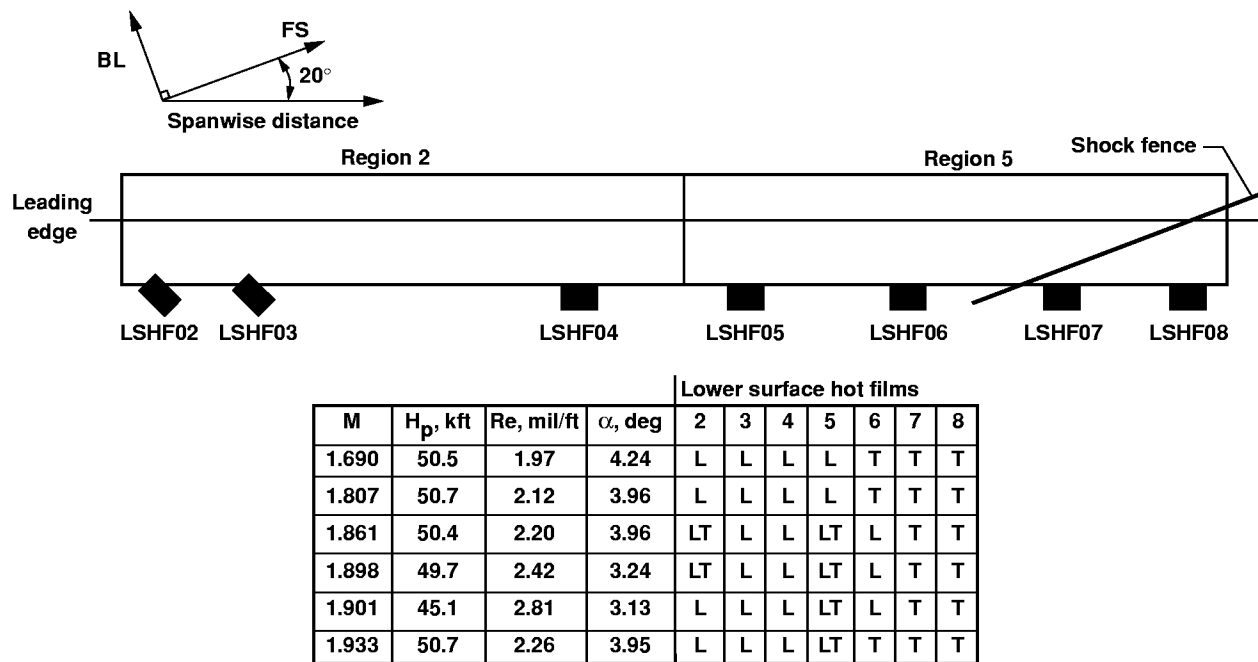 BL
FS
20°
Spanwise distance
Region 2
Region 5
Shock fence
Leading
edge
LSHF02 LSHF03 LSHF04 LSHF05 LSHF06 LSHF07 LSHF08
Lower surface hot films
M Hp, kft Re, mil/ft α, deg 2 3 4 5 6 7 8
1.690 50.5 1.97 4.24 L L L L T T T
1.807 50.7 2.12 3.96 L L L L T T T
1.861 50.4 2.20 3.96 LT L L LT L T T
1.898 49.7 2.42 3.24 LT L L LT L T T
1.901 45.1 2.81 3.13 L L L LT L T T
1.933 50.7 2.26 3.95 L L L LT T T T